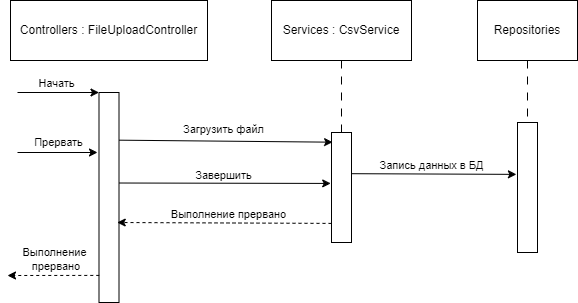 Controllers : FileUploadController
Services : CsvService
Repositories
Начать
Загрузить файл
Прервать
Запись данных в БД
Завершить
Выполнение прервано
Выполнение
прервано